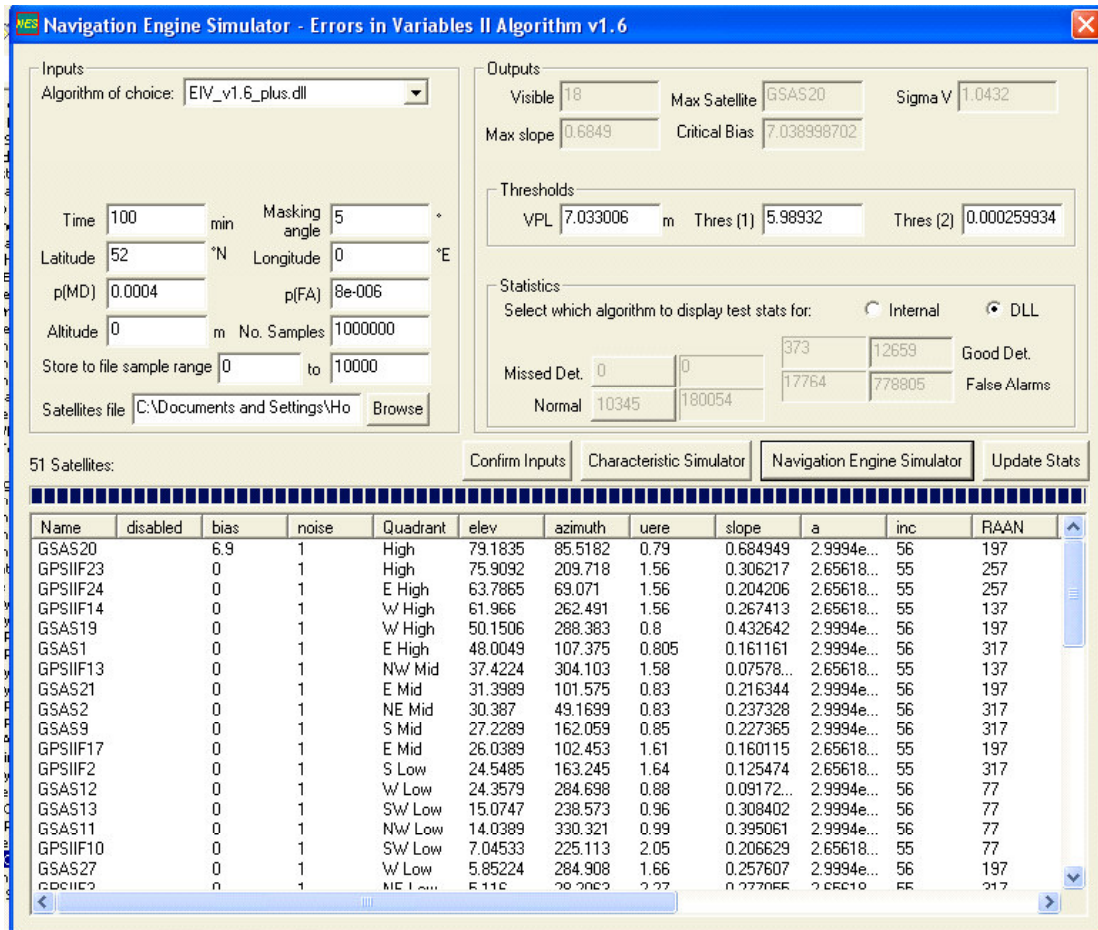 NES Navigation Engine Simulator - Errors in Variables II Algorithm v1.6
Inputs
Algorithm of choice: EIV_v1.6_plus.dll
Time 100 min Masking angle 5 °
Latitude 52 °N Longitude 0 °E
p(MD) 0.0004 p(FA) 8e-006
Altitude 0 m No. Samples 1000000
Store to file sample range 0 to 10000
Satellites file C:\Documents and Settings\Ho Browse
Outputs
Visible 18 Max Satellite GSAS20 Sigma V 1.0432
Max slope 0.6849 Critical Bias 7.038998702
Thresholds
VPL 7.033006 m Thres (1) 5.98932 Thres (2) 0.000259934
Statistics
Select which algorithm to display test stats for: Internal DLL
Missed Det. 0 0 373 12659 Good Det.
Normal 10345 180054 17764 778805 False Alarms
51 Satellites:
Confirm Inputs Characteristic Simulator Navigation Engine Simulator Update Stats
Name disabled bias noise Quadrant elev azimuth uere slope a inc RAAN
GSAS20 6.9 1 High 79.1835 85.5182 0.79 0.684949 2.9994e... 56 197
GPSIIF23 0 1 High 75.9092 209.718 1.56 0.306217 2.65618... 55 257
GPSIIF24 0 1 E High 63.7865 69.071 1.56 0.204206 2.65618... 55 257
GPSIIF14 0 1 W High 61.966 262.491 1.56 0.267413 2.65618... 55 137
GSAS19 0 1 W High 50.1506 288.383 0.8 0.432642 2.9994e... 56 197
GSAS1 0 1 E High 48.0049 107.375 0.805 0.161161 2.9994e... 56 317
GPSIIF13 0 1 NW Mid 37.4224 304.103 1.58 0.07578... 2.65618... 55 137
GSAS21 0 1 E Mid 31.3989 101.575 0.83 0.216344 2.9994e... 56 197
GSAS2 0 1 NE Mid 30.387 49.1699 0.83 0.237328 2.9994e... 56 317
GSAS9 0 1 S Mid 27.2289 162.059 0.85 0.227365 2.9994e... 56 317
GPSIIF17 0 1 E Mid 26.0389 102.453 1.61 0.160115 2.65618... 55 197
GPSIIF2 0 1 S Low 24.5485 163.245 1.64 0.125474 2.65618... 55 317
GSAS12 0 1 W Low 24.3579 284.698 0.88 0.09172... 2.9994e... 56 77
GSAS13 0 1 SW Low 15.0747 238.573 0.96 0.308402 2.9994e... 56 77
GSAS11 0 1 NW Low 14.0389 330.321 0.99 0.395061 2.9994e... 56 77
GPSIIF10 0 1 SW Low 7.04533 225.113 2.05 0.206629 2.65618... 55 77
GSAS27 0 1 W Low 5.85224 284.908 1.66 0.257607 2.9994e... 56 197
GPSIIF3 0 1 NE Low 5.116 28.2063 2.27 0.277055 2.65618... 55 317